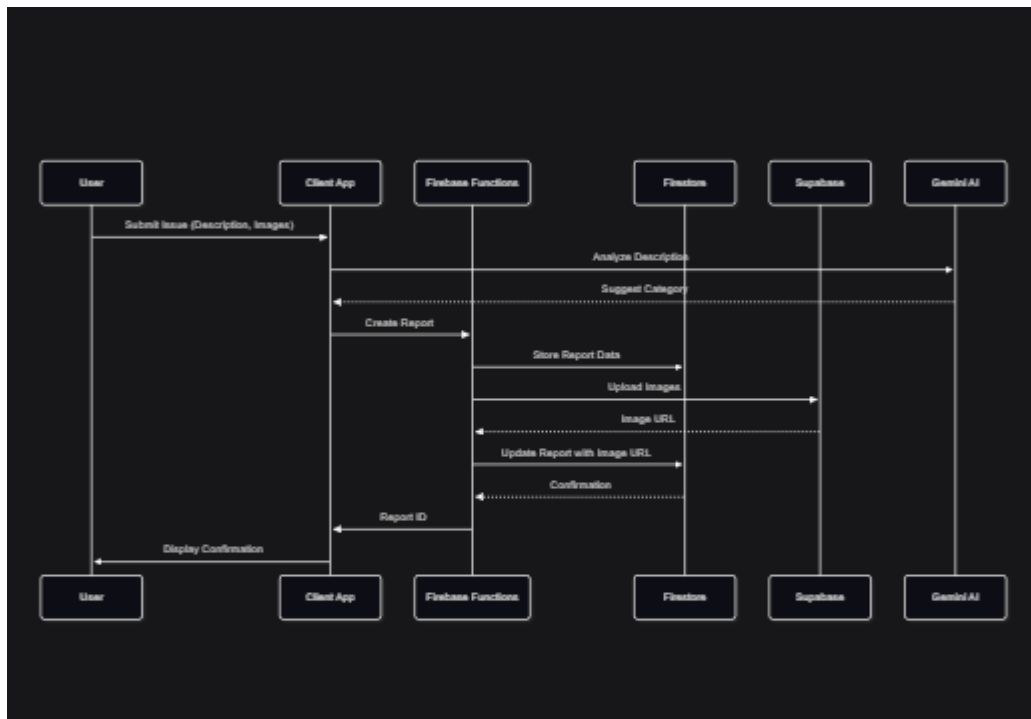 User
Client App
Firebase Functions
Firestore
Supabase
Gemini AI
Submit Issue (Description, Images)
Analyze Description
Suggest Category
Create Report
Store Report Data
Upload Images
Image URL
Update Report with Image URL
Confirmation
Report ID
Display Confirmation
User
Client App
Firebase Functions
Firestore
Supabase
Gemini AI